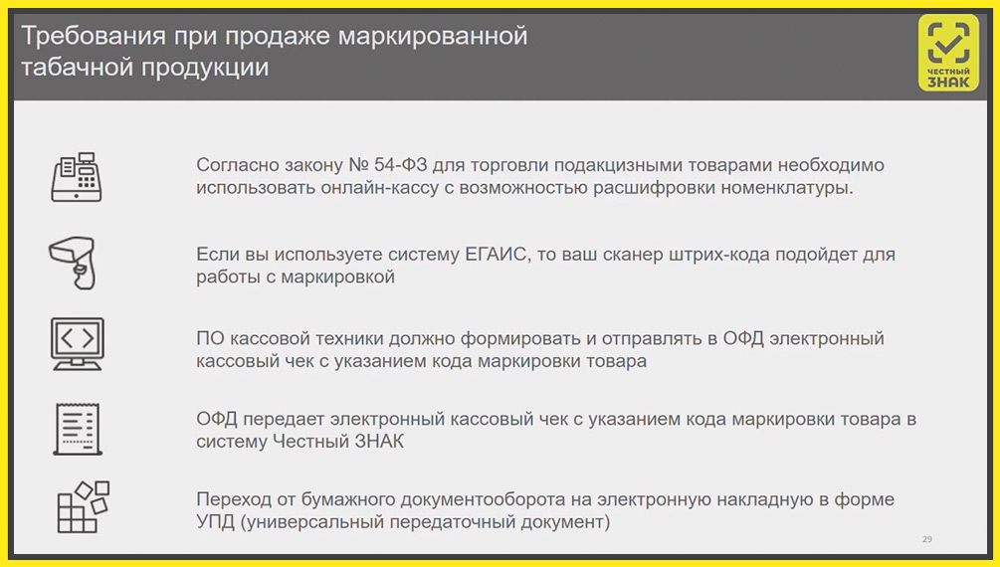 Требования при продаже маркированной
табачной продукции
ЧЕСТНЫЙ
ЗНАК
Согласно закону № 54-ФЗ для торговли подакцизными товарами необходимо
использовать онлайн-кассу с возможностью расшифровки номенклатуры.
Если вы используете систему ЕГАИС, то ваш сканер штрих-кода подойдет для
работы с маркировкой
ПО кассовой техники должно формировать и отправлять в ОФД электронный
кассовый чек с указанием кода маркировки товара
ОФД передает электронный кассовый чек с указанием кода маркировки товара в
систему Честный ЗНАК
Переход от бумажного документооборота на электронную накладную в форме
УПД (универсальный передаточный документ)
29